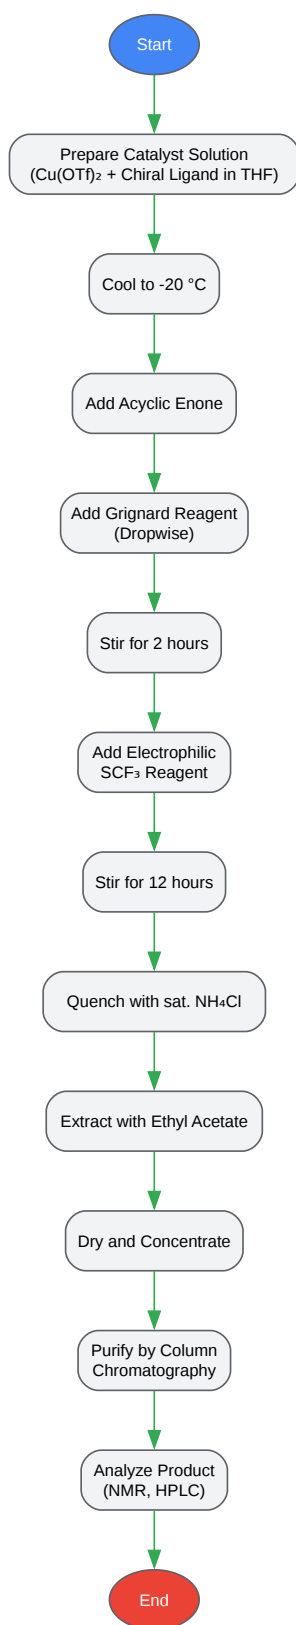 Start
Prepare Catalyst Solution
(Cu(OTf)₂ + Chiral Ligand in THF)
Cool to -20 °C
Add Acyclic Enone
Add Grignard Reagent
(Dropwise)
Stir for 2 hours
Add Electrophilic
SCF₃ Reagent
Stir for 12 hours
Quench with sat. NH₄Cl
Extract with Ethyl Acetate
Dry and Concentrate
Purify by Column
Chromatography
Analyze Product
(NMR, HPLC)
End